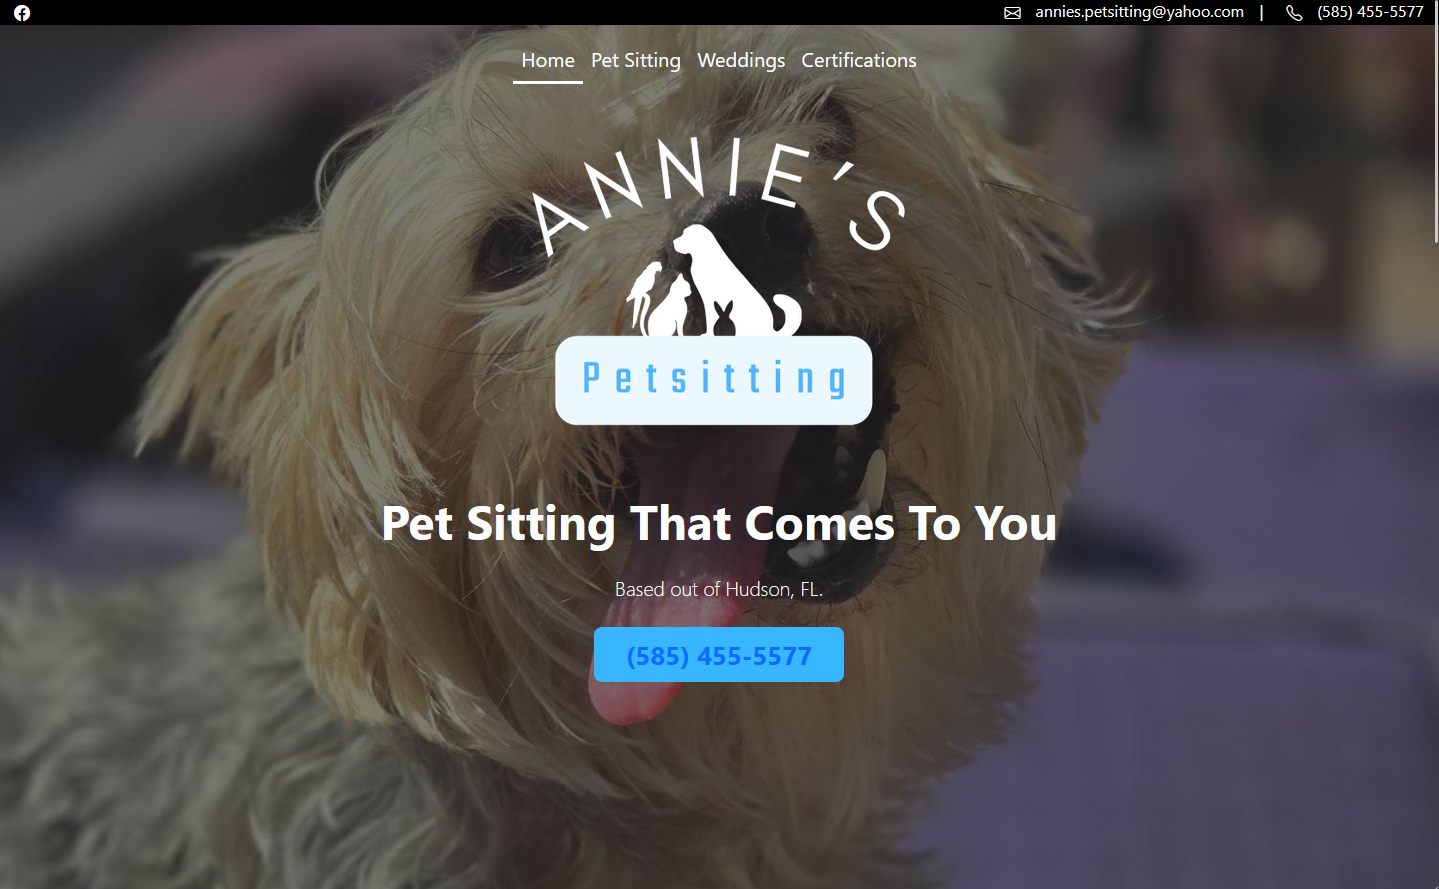 annies.petsitting@yahoo.com | (585) 455-5577
Home Pet Sitting Weddings Certifications
ANNIE'S
Petsitting
Pet Sitting That Comes To You
Based out of Hudson, FL.
(585) 455-5577